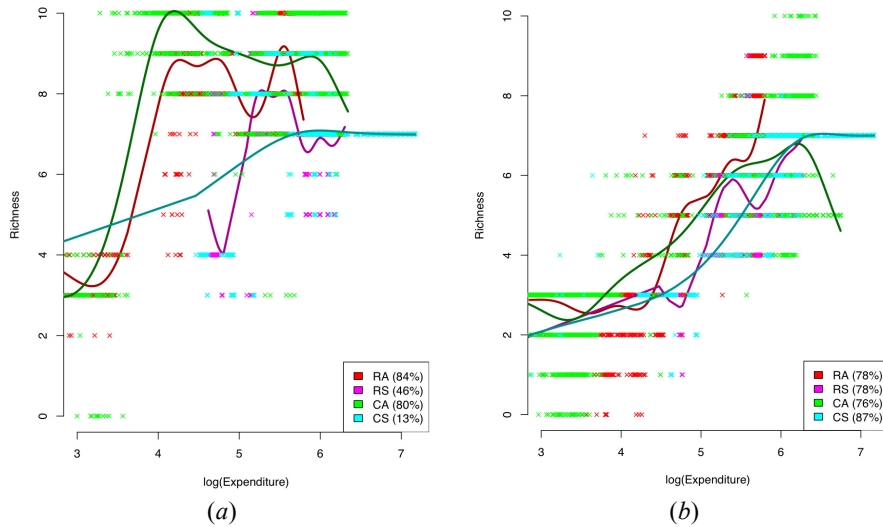 10
8
6
4
2
0
Richness
RA (84%)
RS (46%)
CA (80%)
CS (13%)
3 4 5 6 7
log(Expenditure)
(a)
10
8
6
4
2
0
Richness
RA (78%)
RS (78%)
CA (76%)
CS (87%)
3 4 5 6 7
log(Expenditure)
(b)